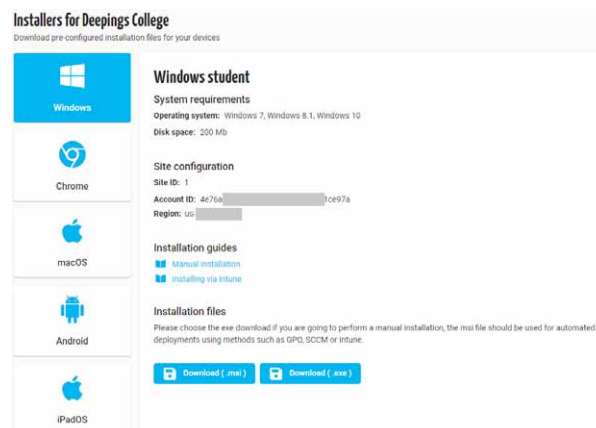 Installers for Deepings College
Download pre-configured installation files for your devices
Windows
Chrome
macOS
Android
iPadOS
Windows student
System requirements
Operating system: Windows 7, Windows 8.1, Windows 10
Disk space: 200 Mb
Site configuration
Site ID: 1
Account ID: 4e76a 1ce97a
Region: us-
Installation guides
Manual installation
Installing via Intune
Installation files
Please choose the exe download if you are going to perform a manual installation, the msi file should be used for automated
deployments using methods such as GPO, SCCM or Intune.
Download ( .msi )
Download ( .exe )